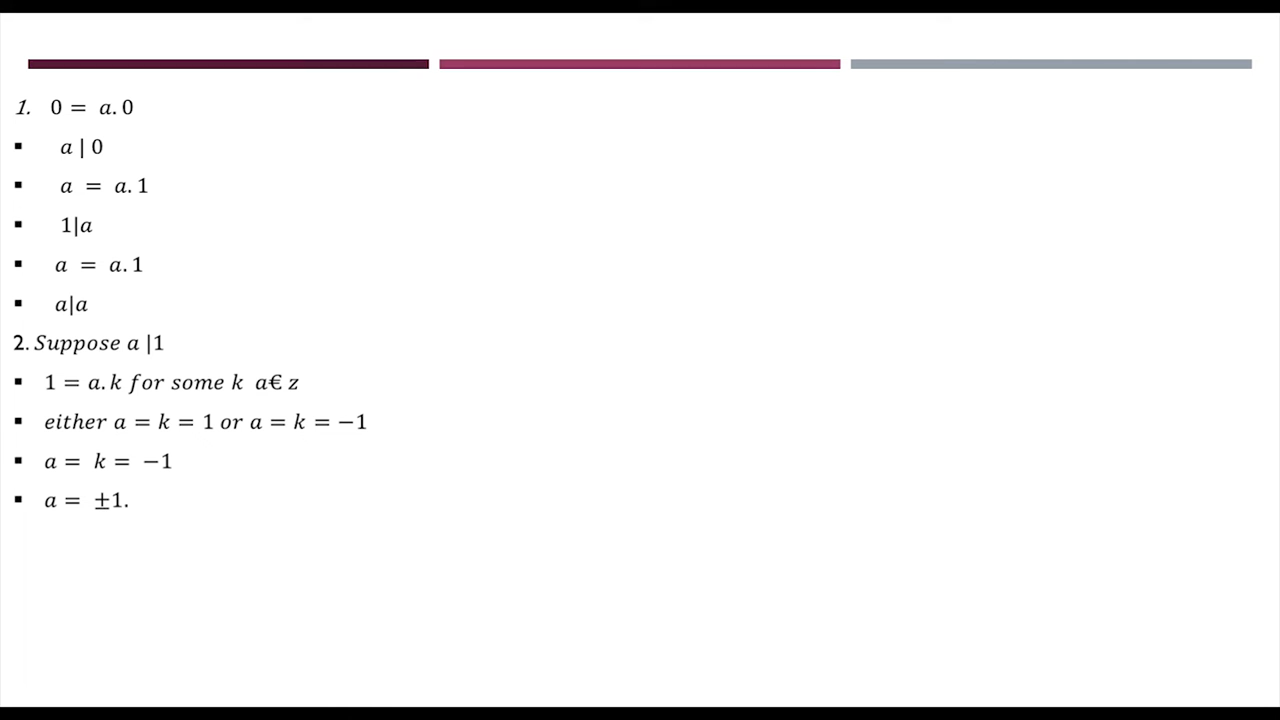 1. 0 = a. 0
▪ a | 0
▪ a = a. 1
▪ 1|a
▪ a = a. 1
▪ a|a
2. Suppose a |1
▪ 1 = a. k for some k a€ z
▪ either a = k = 1 or a = k = −1
▪ a = k = −1
▪ a = ±1.